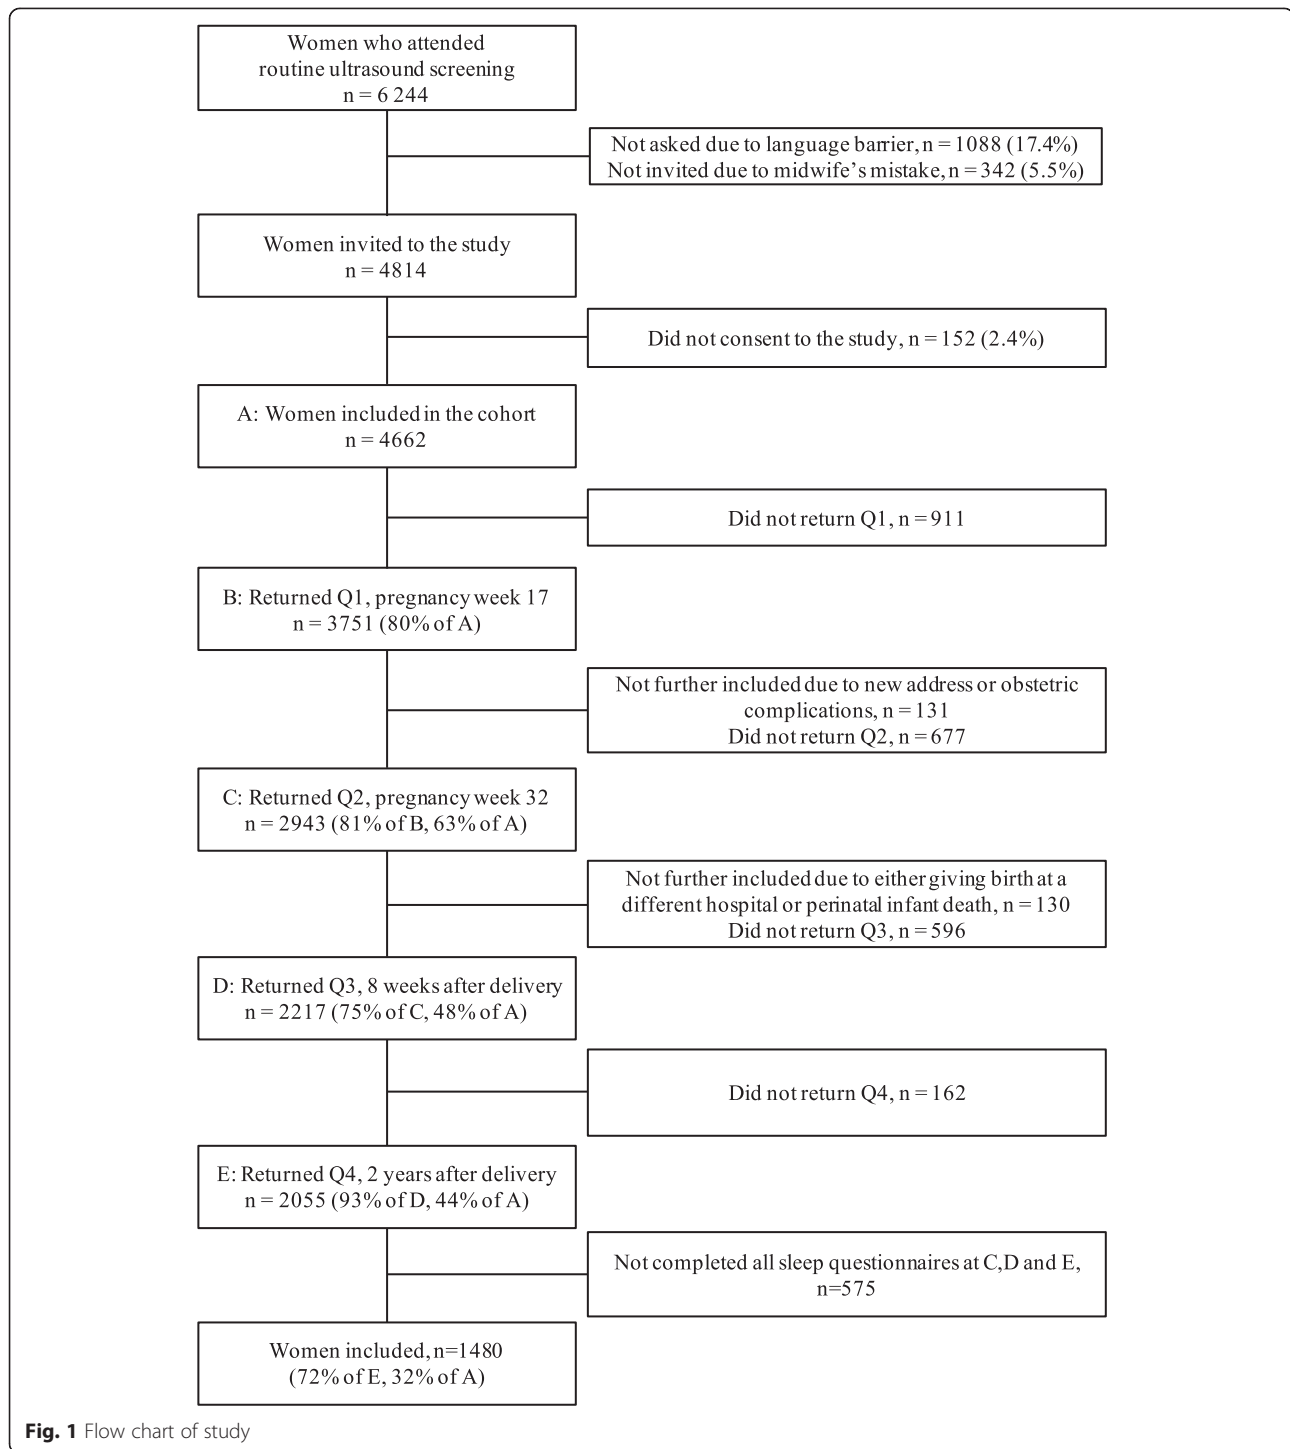 Women who attended
routine ultrasound screening
n = 6 244
Not asked due to language barrier, n = 1088 (17.4%)
Not invited due to midwife's mistake, n = 342 (5.5%)
Women invited to the study
n = 4814
Did not consent to the study, n = 152 (2.4%)
A: Women included in the cohort
n = 4662
Did not return Q1, n = 911
B: Returned Q1, pregnancy week 17
n = 3751 (80% of A)
Not further included due to new address or obstetric
complications, n = 131
Did not return Q2, n = 677
C: Returned Q2, pregnancy week 32
n = 2943 (81% of B, 63% of A)
Not further included due to either giving birth at a
different hospital or perinatal infant death, n = 130
Did not return Q3, n = 596
D: Returned Q3, 8 weeks after delivery
n = 2217 (75% of C, 48% of A)
Did not return Q4, n = 162
E: Returned Q4, 2 years after delivery
n = 2055 (93% of D, 44% of A)
Not completed all sleep questionnaires at C,D and E,
n=575
Women included, n=1480
(72% of E, 32% of A)
Fig. 1 Flow chart of study